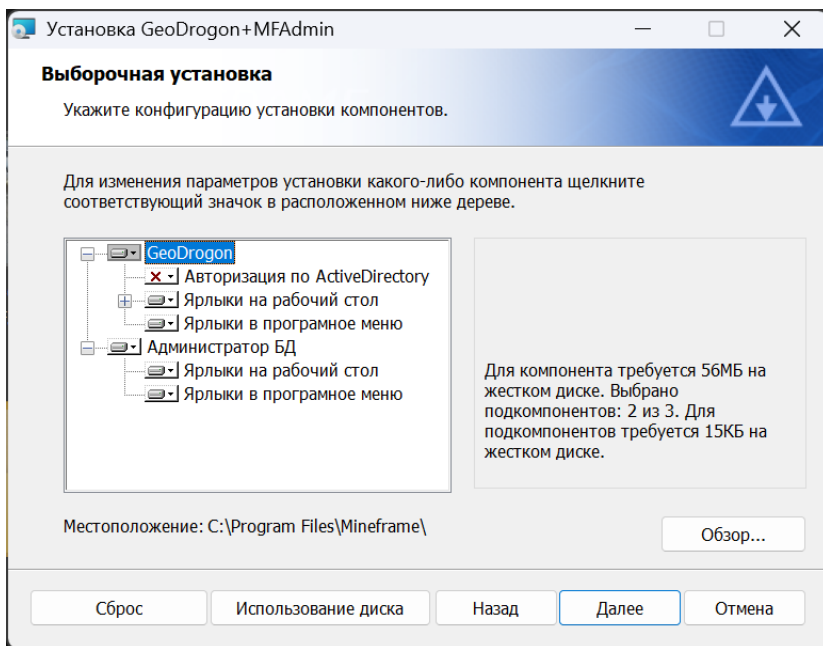 Установка GeoDrogon+MFAdmin
Выборочная установка
Укажите конфигурацию установки компонентов.
Для изменения параметров установки какого-либо компонента щелкните
соответствующий значок в расположенном ниже дереве.
GeoDrogon
Авторизация по ActiveDirectory
Ярлыки на рабочий стол
Ярлыки в програмное меню
Администратор БД
Ярлыки на рабочий стол
Ярлыки в програмное меню
Для компонента требуется 56МБ на
жестком диске. Выбрано
подкомпонентов: 2 из 3. Для
подкомпонентов требуется 15КБ на
жестком диске.
Местоположение: C:\Program Files\Mineframe\
Обзор...
Сброс
Использование диска
Назад
Далее
Отмена